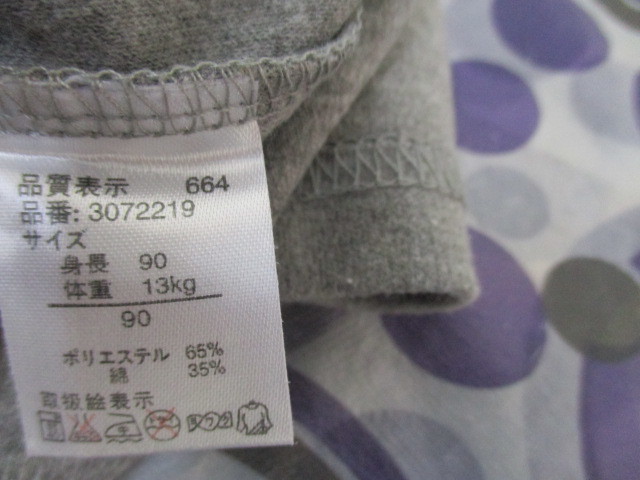 品質表示 664
品番: 3072219
サイズ
身長 90
体重 13kg
90
ポリエステル 65%
綿 35%
取扱絵表示